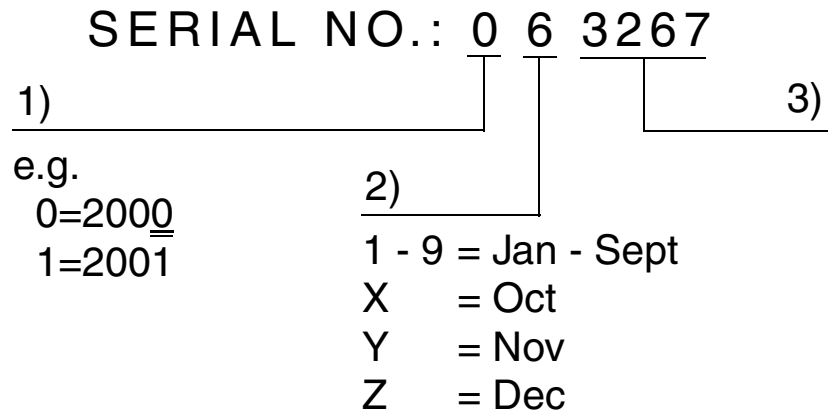 SERIAL NO.: 0 6 3267
1)
3)
e.g.
0=2000
1=2001
2)
1 - 9 = Jan - Sept
X = Oct
Y = Nov
Z = Dec